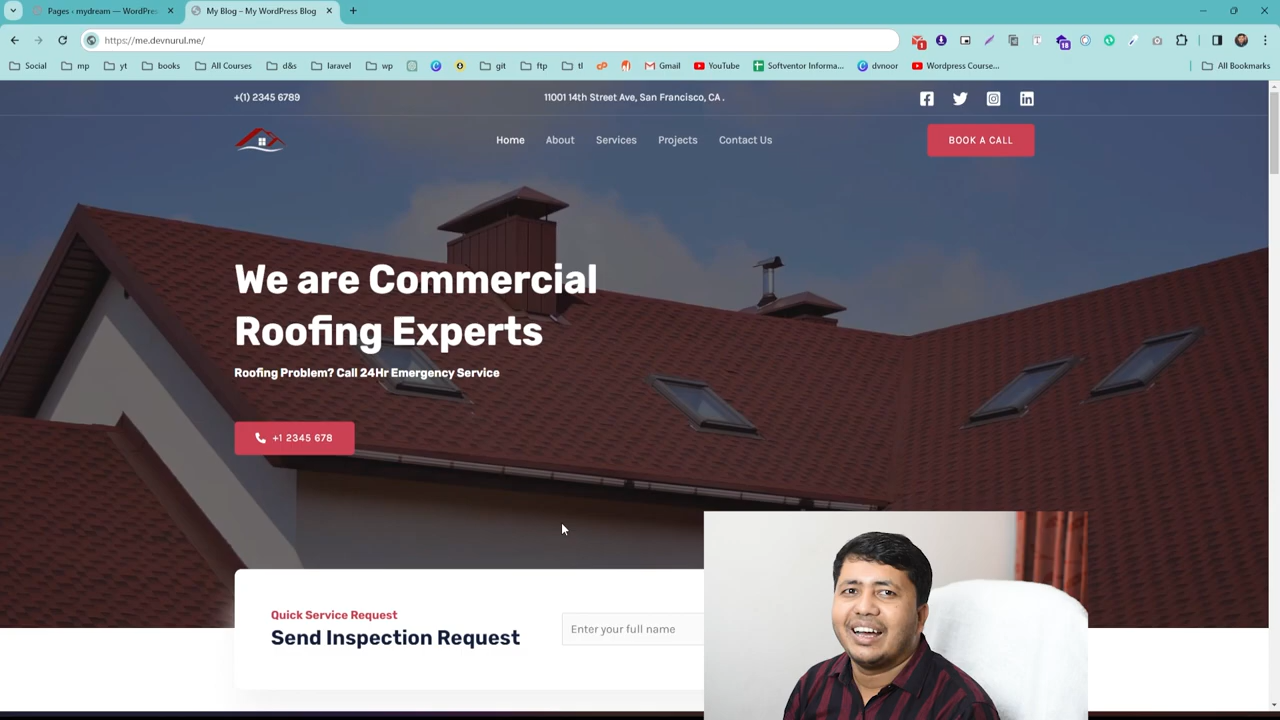 Pages ‹ mydream — WordPre
My Blog – My WordPress Blog
https://me.devnurul.me/
1
18
Social
mp
yt
books
All Courses
d&s
laravel
wp
git
ftp
tl
Gmail
YouTube
Softventor Informa...
dvnoor
Wordpress Course...
All Bookmarks
+(1) 2345 6789
11001 14th Street Ave, San Francisco, CA .
Home
About
Services
Projects
Contact Us
BOOK A CALL
We are Commercial
Roofing Experts
Roofing Problem? Call 24Hr Emergency Service
+1 2345 678
Quick Service Request
Send Inspection Request
Enter your full name